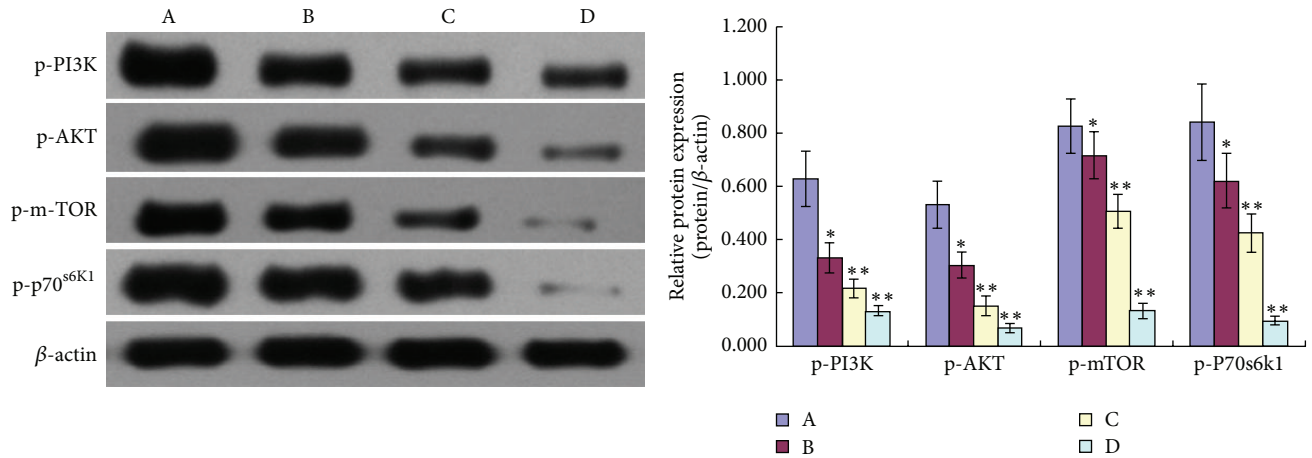 A B C D
p-PI3K
p-AKT
p-m-TOR
p-p70s6K1
β-actin
Relative protein expression
(protein/β-actin)
1.200
1.000
0.800
0.600
0.400
0.200
0.000
*
**
**
*
**
**
*
**
**
*
**
**
p-PI3K p-AKT p-mTOR p-P70s6k1
A C
B D